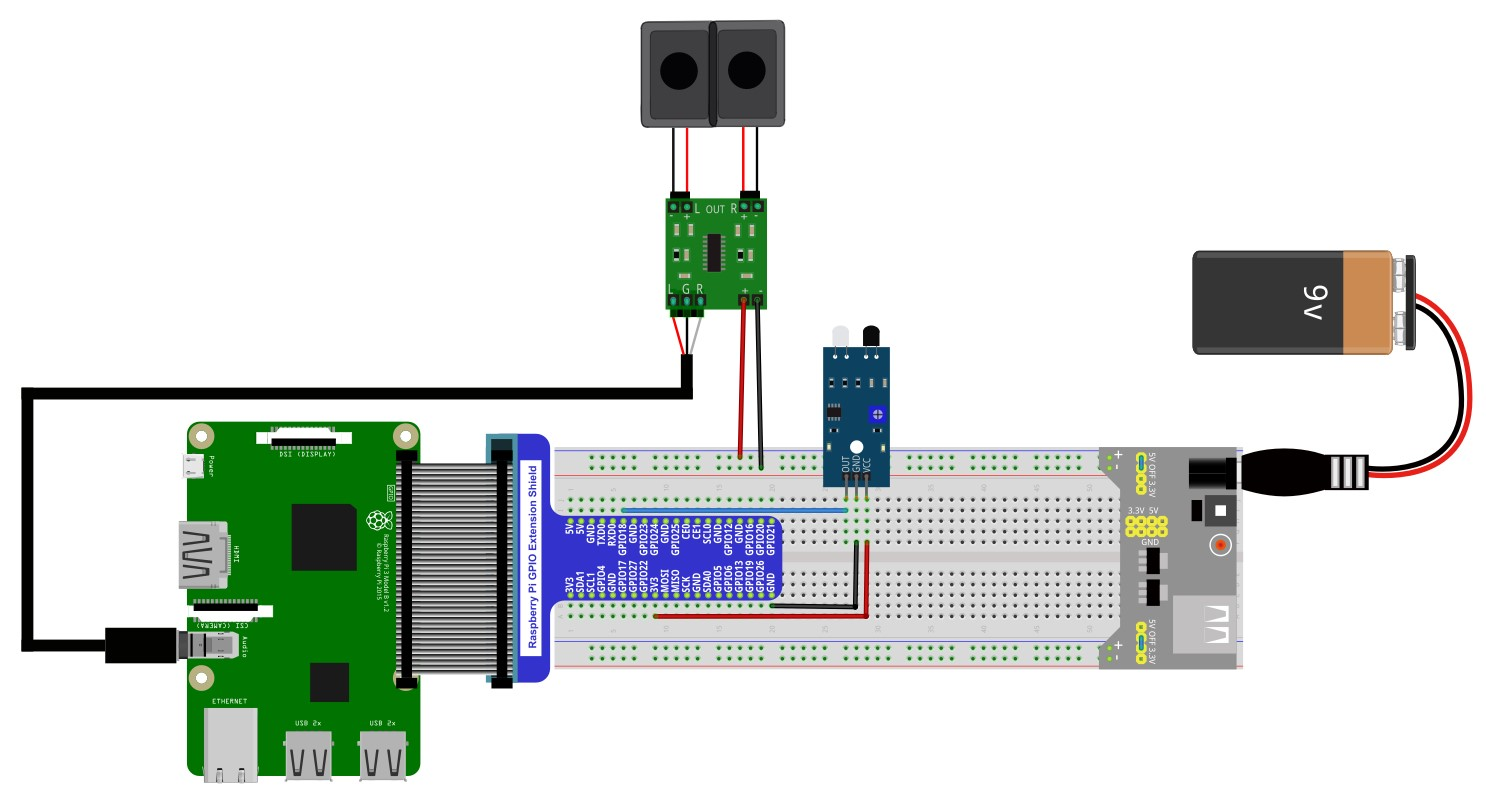 L OUT R
- + + -
L G R + -
9v
OUT
GND
VCC
DSI (DISPLAY)
Power
HDMI
CSI (CAMERA)
Audio
ETHERNET
USB 2x
USB 2x
GPIO
Raspberry Pi 3 Model B v1.2
© Raspberry Pi 2015
Raspberry Pi GPIO Extension Shield
5V
5V
GND
TXD0
RXD0
GPIO18
GND
GPIO23
GPIO24
GND
GPIO25
CE0
CE1
SCL0
GND
GPIO12
GND
GPIO16
GPIO20
GPIO21
3V3
SDA1
SCL1
GPIO4
GND
GPIO17
GPIO27
GPIO22
3V3
MOSI
MISO
SCK
GND
SDA0
GPIO5
GPIO6
GPIO13
GPIO19
GPIO26
GND
+
-
5V OFF 3.3V
3.3V 5V
GND
5V OFF 3.3V
+
-